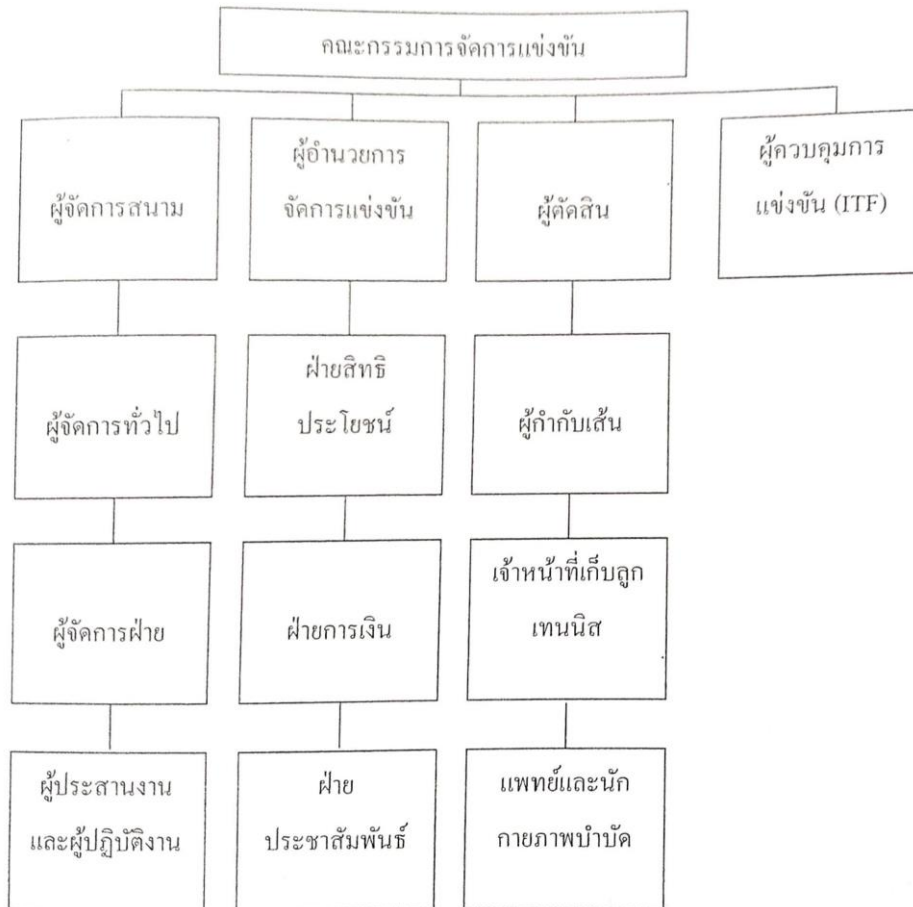 คณะกรรมการจัดการแข่งขัน
ผู้จัดการสนาม
ผู้อำนวยการ
จัดการแข่งขัน
ผู้ตัดสิน
ผู้ควบคุมการ
แข่งขัน (ITF)
ผู้จัดการทั่วไป
ฝ่ายสิทธิ
ประโยชน์
ผู้กำกับเส้น
ผู้จัดการฝ่าย
ฝ่ายการเงิน
เจ้าหน้าที่เก็บลูก
เทนนิส
ผู้ประสานงาน
และผู้ปฏิบัติงาน
ฝ่าย
ประชาสัมพันธ์
แพทย์และนัก
กายภาพบำบัด